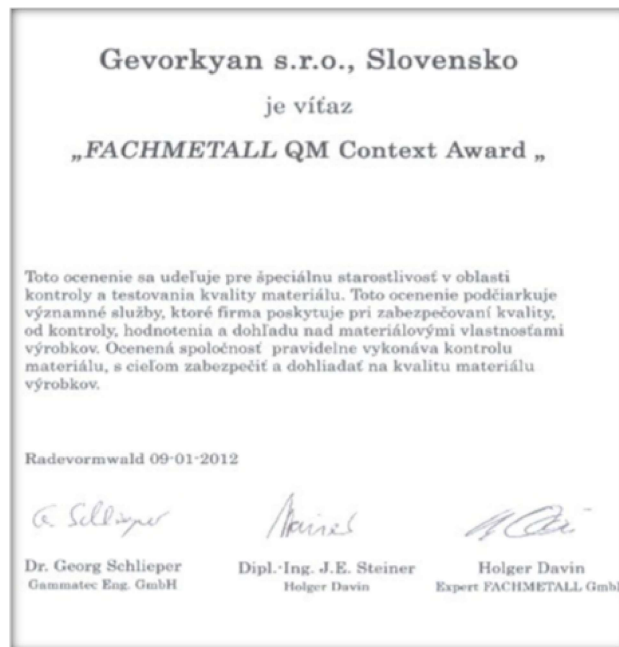 Gevorkyan s.r.o., Slovensko
je víťaz
„FACHMETALL QM Context Award „
Toto ocenenie sa udeľuje pre špeciálnu starostlivosť v oblasti
kontroly a testovania kvality materiálu. Toto ocenenie podčiarkuje
významné služby, ktoré firma poskytuje pri zabezpečovaní kvality,
od kontroly, hodnotenia a dohľadu nad materiálovými vlastnosťami
výrobkov. Ocenená spoločnosť pravidelne vykonáva kontrolu
materiálu, s cieľom zabezpečiť a dohliadať na kvalitu materiálu
výrobkov.
Radevormwald 09-01-2012
G. Schlieper
Dr. Georg Schlieper Dipl.-Ing. J.E. Steiner Holger Davin
Gammatec Eng. GmbH Holger Davin Expert FACHMETALL Gmbl